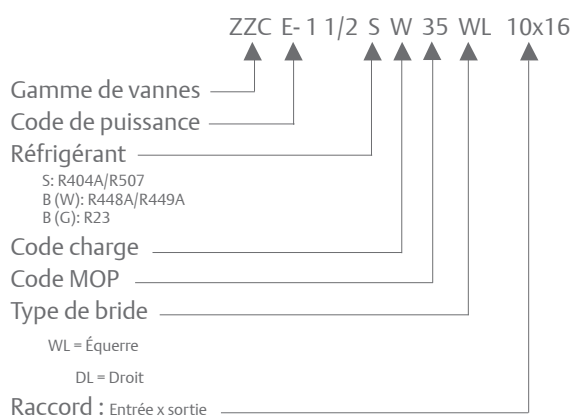 ZZC E- 1 1/2 S W 35 WL 10x16
Gamme de vannes
Code de puissance
Réfrigérant
S: R404A/R507
B (W): R448A/R449A
B (G): R23
Code charge
Code MOP
Type de bride
WL = Équerre
DL = Droit
Raccord : Entrée x sortie